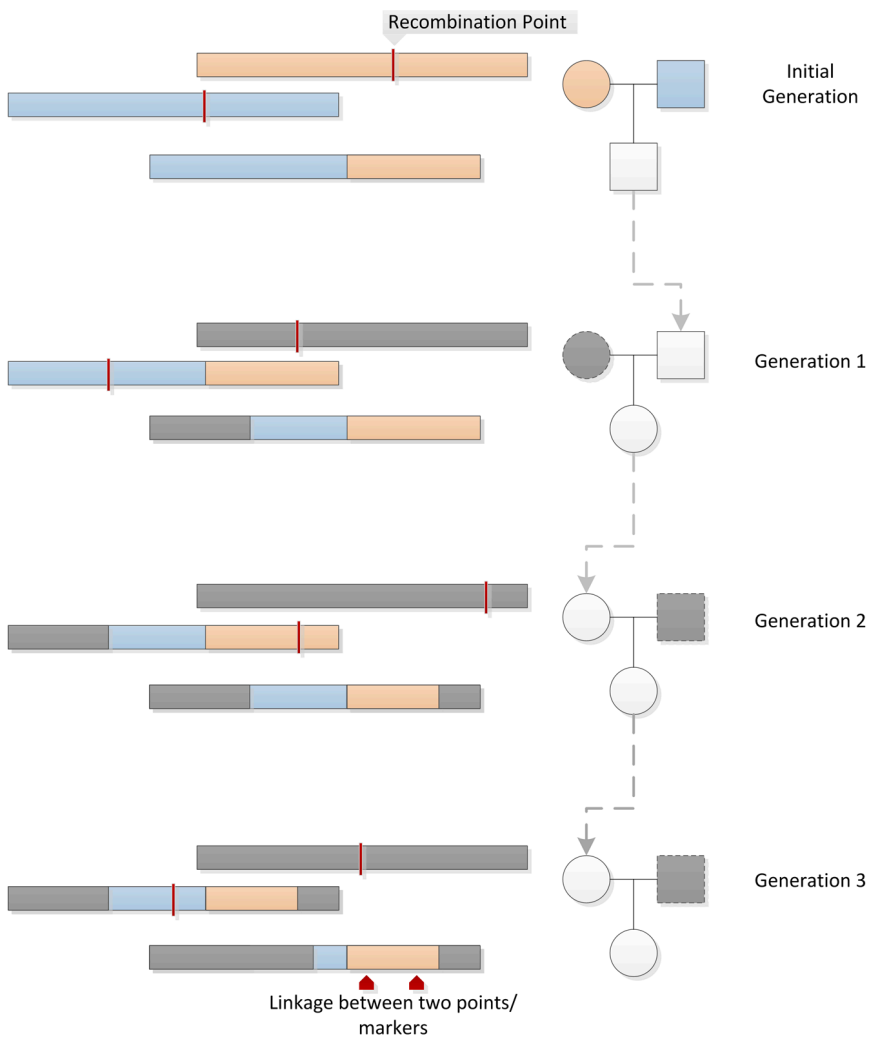 Recombination Point
Initial
Generation
Generation 1
Generation 2
Generation 3
Linkage between two points/
markers